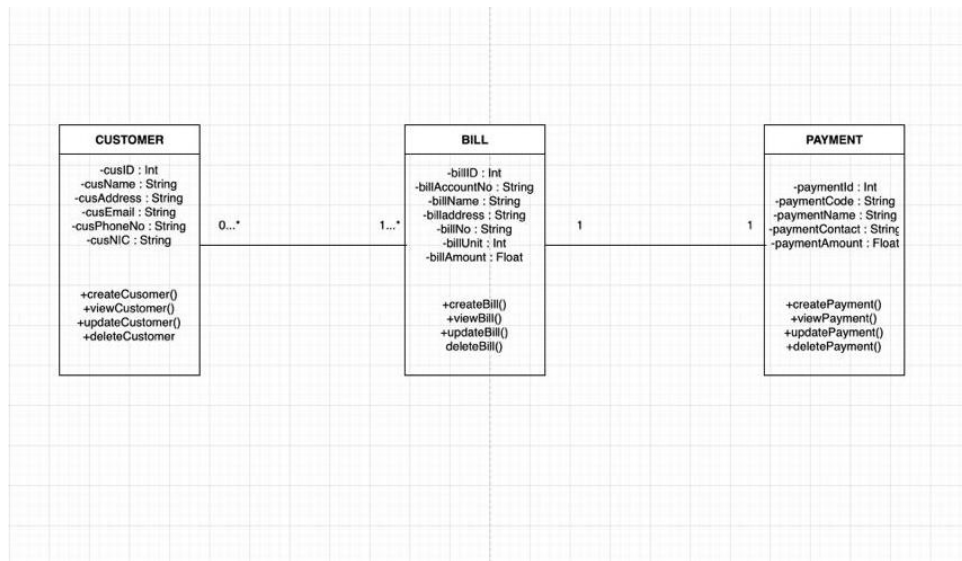 CUSTOMER
-cusID : Int
-cusName : String
-cusAddress : String
-cusEmail : String
-cusPhoneNo : String
-cusNIC : String
+createCusomer()
+viewCustomer()
+updateCustomer()
+deleteCustomer
0...*
1...*
BILL
-billID : Int
-billAccountNo : String
-billName : String
-billaddress : String
-billNo : String
-billUnit : Int
-billAmount : Float
+createBill()
+viewBill()
+updateBill()
deleteBill()
1
1
PAYMENT
-paymentId : Int
-paymentCode : String
-paymentName : String
-paymentContact : String
-paymentAmount : Float
+createPayment()
+viewPayment()
+updatePayment()
+deletePayment()